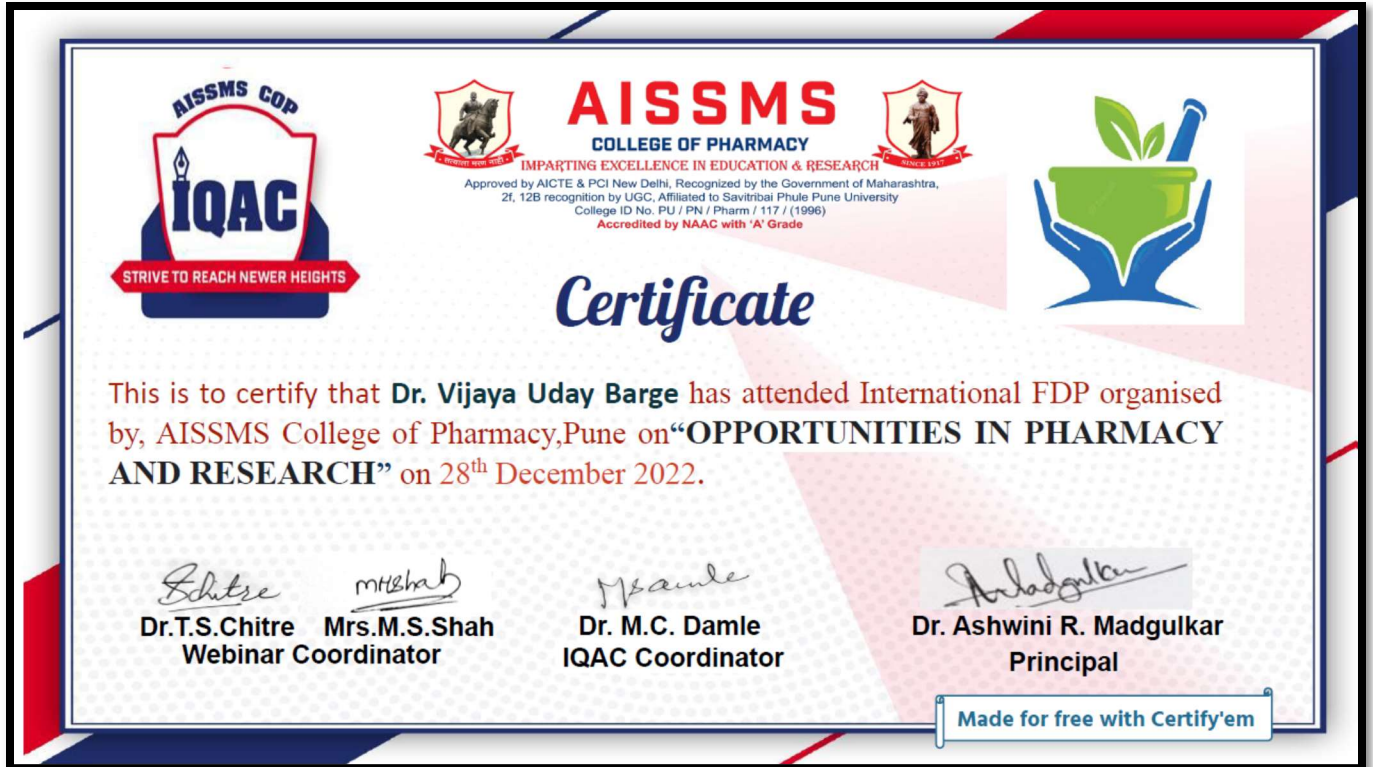 AISSMS COP
IQAC
STRIVE TO REACH NEWER HEIGHTS
AISSMS
COLLEGE OF PHARMACY
IMPARTING EXCELLENCE IN EDUCATION & RESEARCH
SINCE 1917
Approved by AICTE & PCI New Delhi, Recognized by the Government of Maharashtra,
2f, 12B recognition by UGC, Affiliated to Savitribai Phule Pune University
College ID No. PU / PN / Pharm / 117 / (1996)
Accredited by NAAC with ‘A’ Grade
Certificate
This is to certify that Dr. Vijaya Uday Barge has attended International FDP organised
by, AISSMS College of Pharmacy,Pune on“OPPORTUNITIES IN PHARMACY
AND RESEARCH” on 28th December 2022.
Dr.T.S.Chitre Mrs.M.S.Shah
Webinar Coordinator
Dr. M.C. Damle
IQAC Coordinator
Dr. Ashwini R. Madgulkar
Principal
Made for free with Certify'em